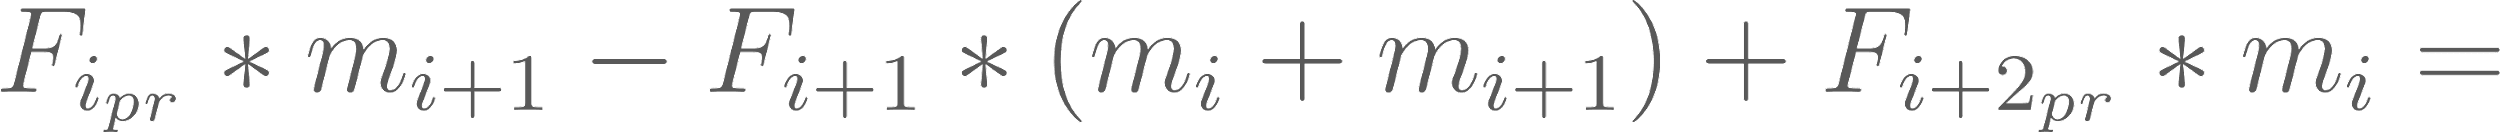 F_{i_{pr}} * m_{i+1} − F_{i+1} * (m_i + m_{i+1}) + F_{i+2_{pr}} * m_i =